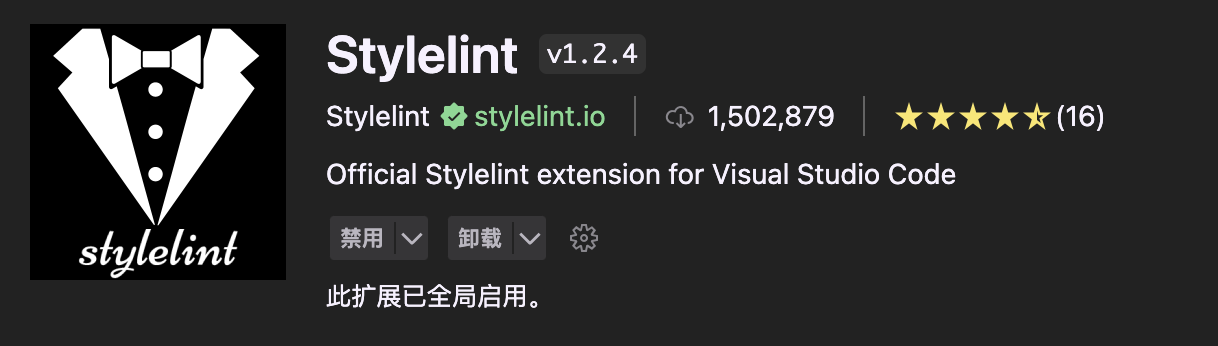 stylelint
Stylelint v1.2.4
Stylelint stylelint.io 1,502,879 (16)
Official Stylelint extension for Visual Studio Code
禁用 卸载
此扩展已全局启用。